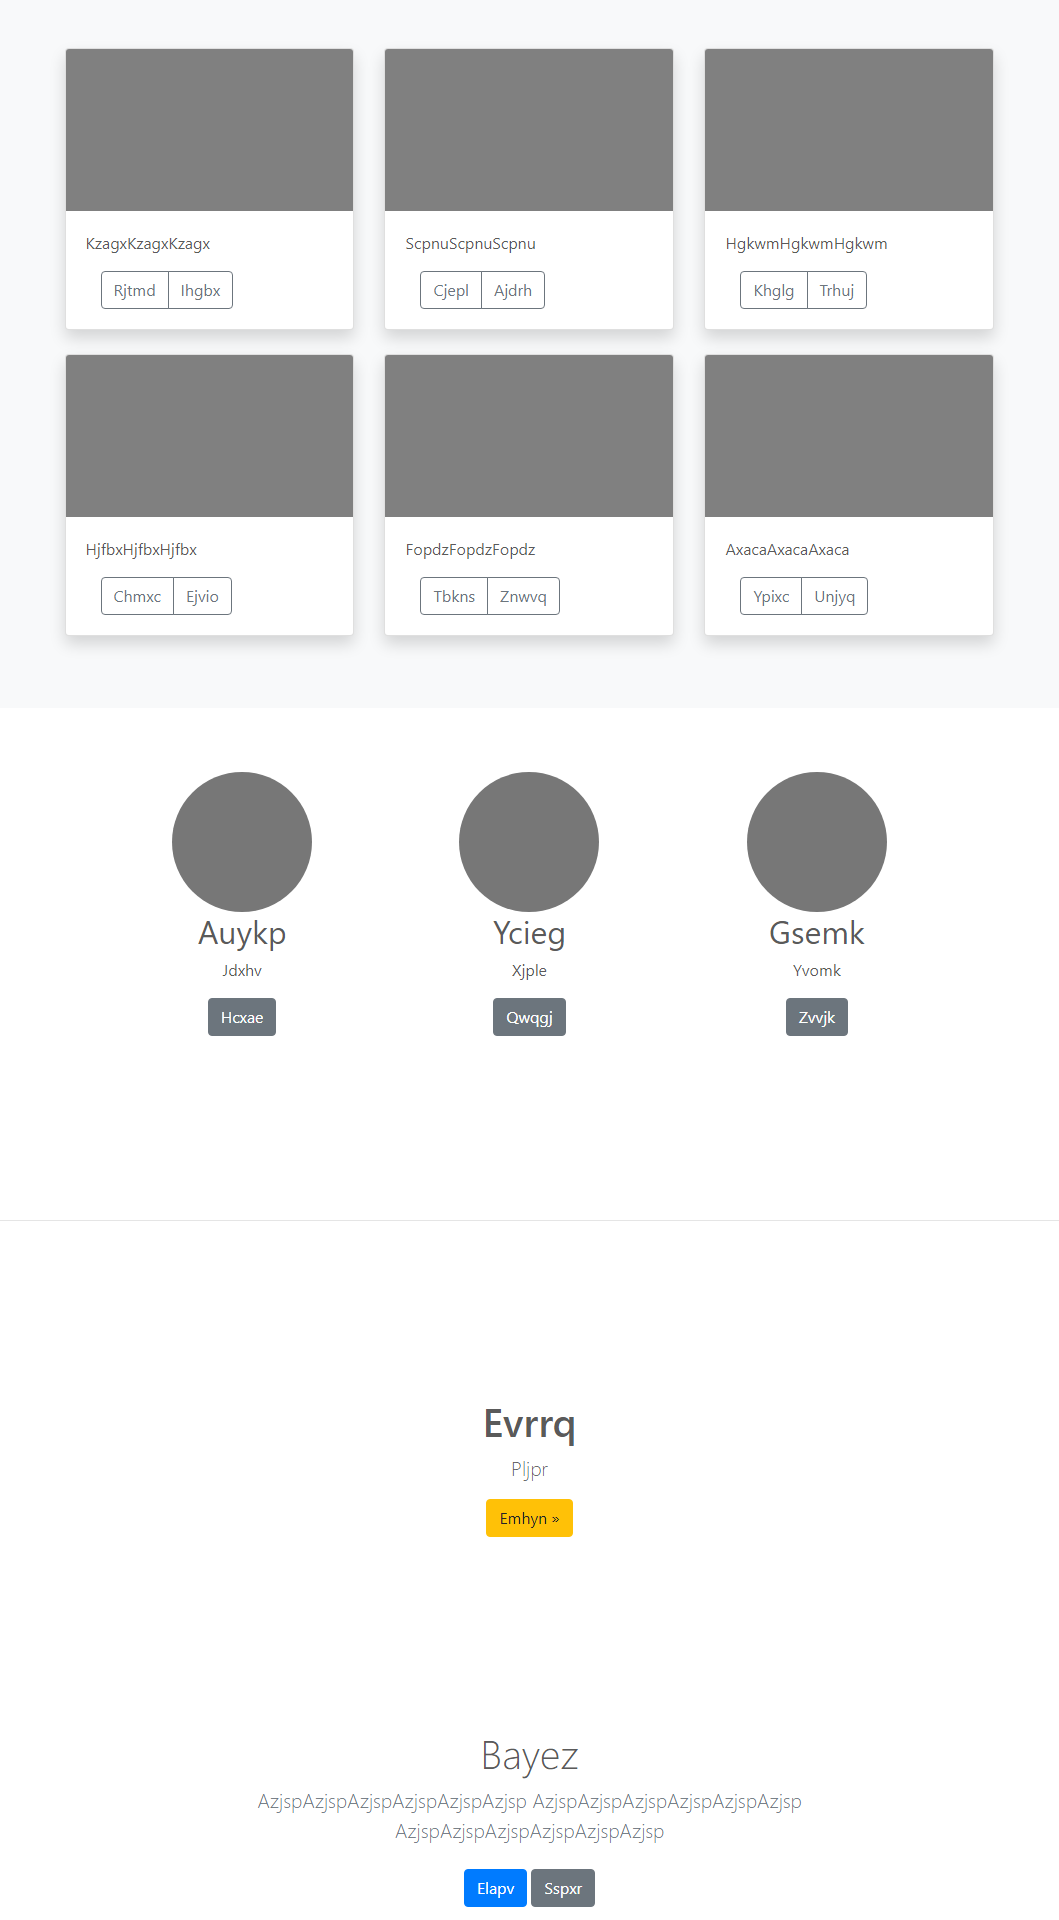 KzagxKzagxKzagx
Rjtmd Ihgbx
ScpnuScpnuScpnu
Cjepl Ajdrh
HgkwmHgkwmHgkwm
Khglg Trhuj
HjfbxHjfbxHjfbx
Chmxc Ejvio
FopdzFopdzFopdz
Tbkns Znwvq
AxacaAxacaAxaca
Ypixc Unjyq
Auykp
Jdxhv
Hcxae
Ycieg
Xjple
Qwqgj
Gsemk
Yvomk
Zvvjk
Evrrq
Pljpr
Emhyn »
Bayez
AzjspAzjspAzjspAzjspAzjspAzjsp AzjspAzjspAzjspAzjspAzjspAzjsp
AzjspAzjspAzjspAzjspAzjspAzjsp
Elapv Sspxr